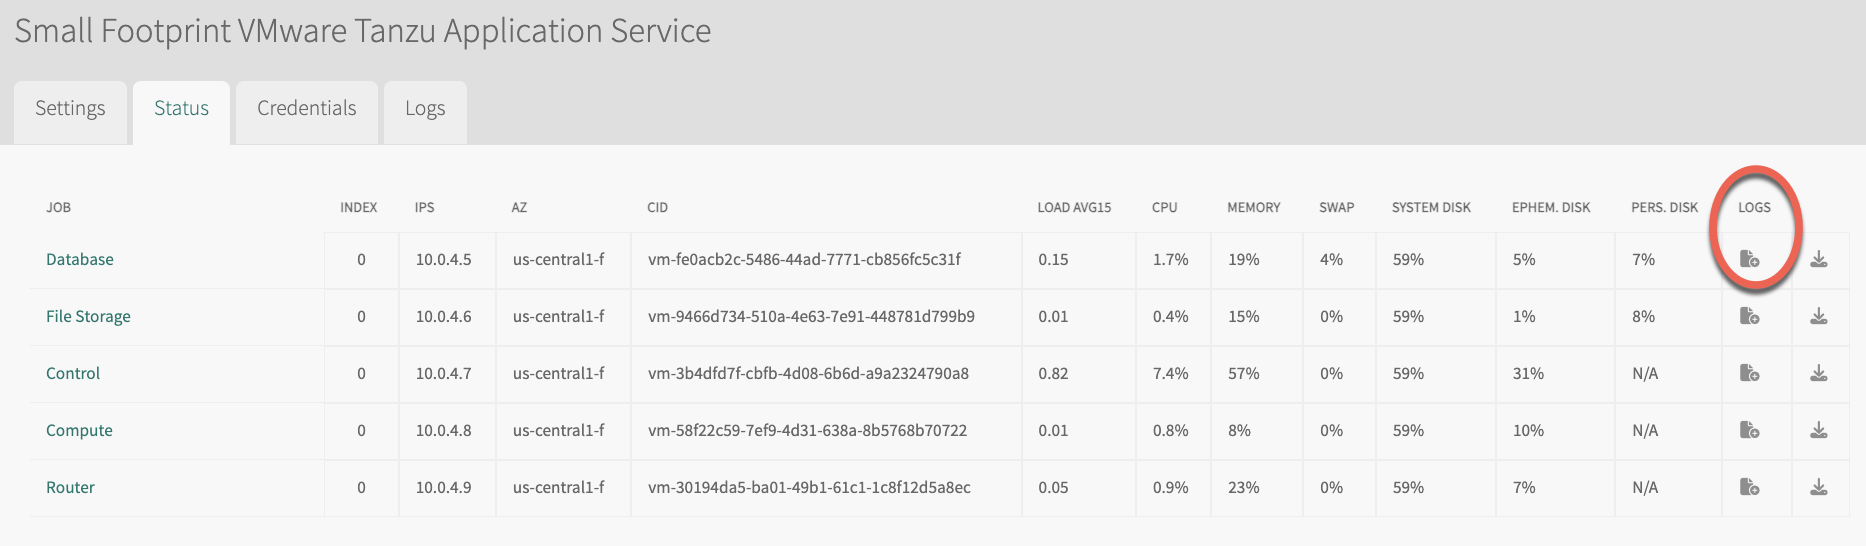 Small Footprint VMware Tanzu Application Service
Settings Status Credentials Logs
JOB INDEX IPS AZ CID LOAD AVG15 CPU MEMORY SWAP SYSTEM DISK EPHEM. DISK PERS. DISK LOGS
Database 0 10.0.4.5 us-central1-f vm-fe0acb2c-5486-44ad-7771-cb856fc5c31f 0.15 1.7% 19% 4% 59% 5% 7%
File Storage 0 10.0.4.6 us-central1-f vm-9466d734-510a-4e63-7e91-448781d799b9 0.01 0.4% 15% 0% 59% 1% 8%
Control 0 10.0.4.7 us-central1-f vm-3b4dfd7f-cbfb-4d08-6b6d-a9a2324790a8 0.82 7.4% 57% 0% 59% 31% N/A
Compute 0 10.0.4.8 us-central1-f vm-58f22c59-7ef9-4d31-638a-8b5768b70722 0.01 0.8% 8% 0% 59% 10% N/A
Router 0 10.0.4.9 us-central1-f vm-30194da5-ba01-49b1-61c1-1c8f12d5a8ec 0.05 0.9% 23% 0% 59% 7% N/A